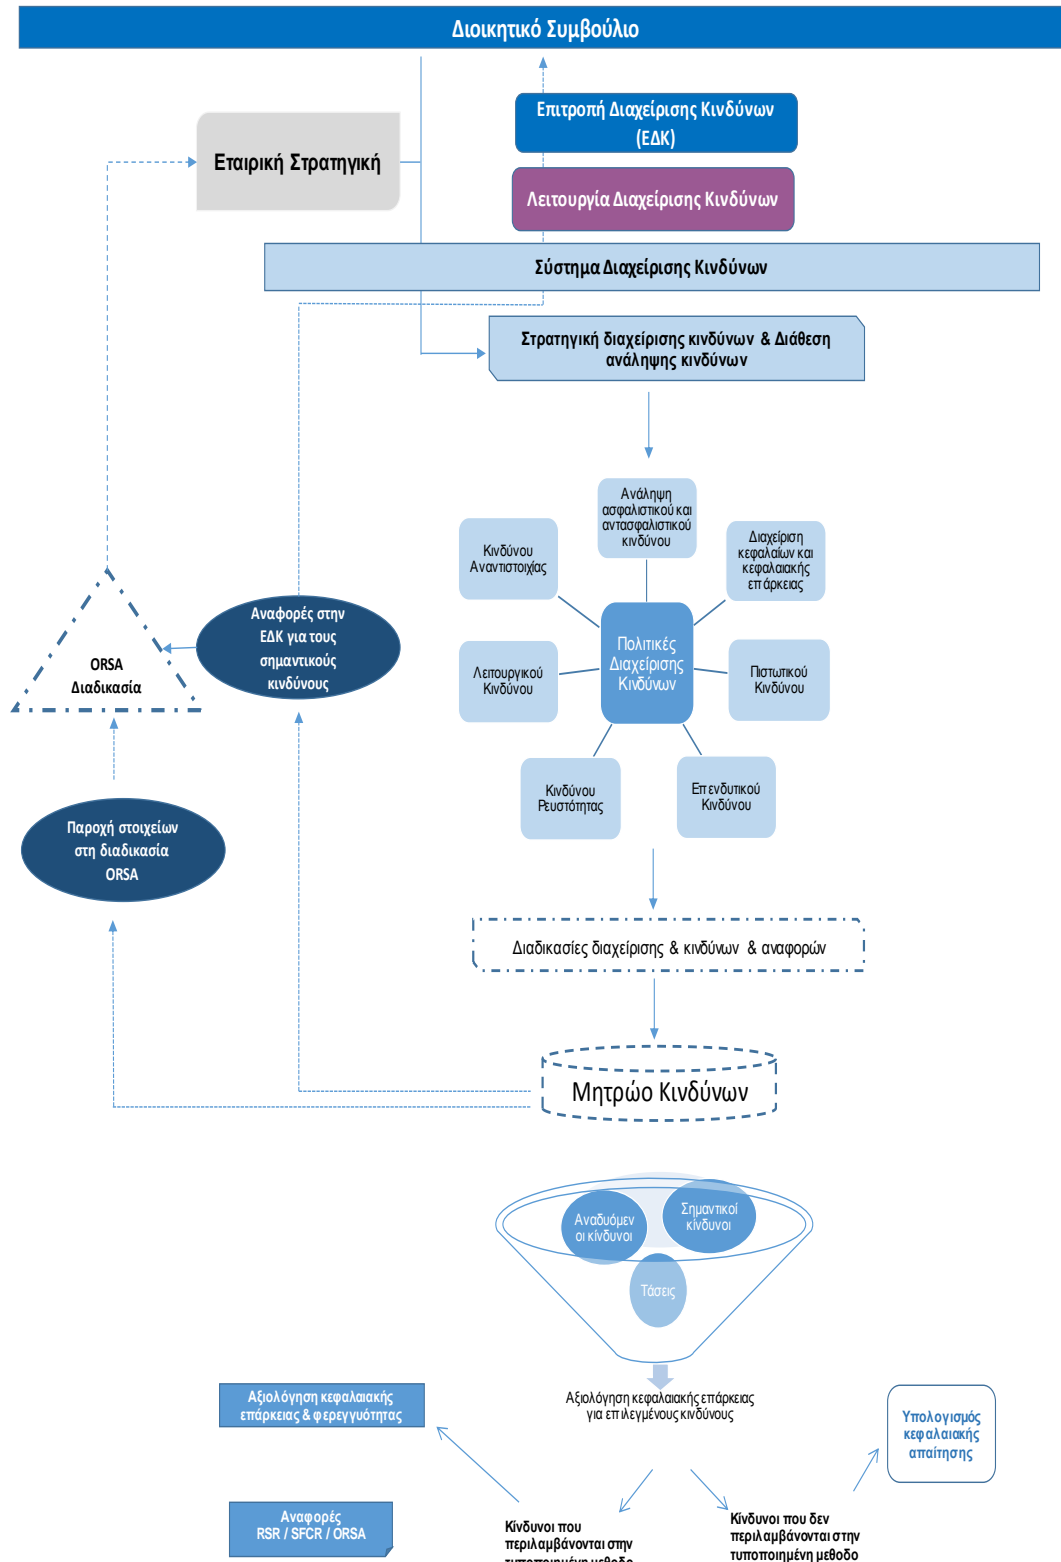 Διοικητικό Συμβούλιο
Επιτροπή Διαχείρισης Κινδύνων
(ΕΔΚ)
Εταιρική Στρατηγική
Λειτουργία Διαχείρισης Κινδύνων
Σύστημα Διαχείρισης Κινδύνων
Στρατηγική διαχείρισης κινδύνων & Διάθεση
ανάληψης κινδύνων
Ανάληψη
ασφαλιστικού και
αντασφαλιστικού
κινδύνου
Κινδύνου
Αναντιστοιχίας
Διαχείριση
κεφαλαίων και
κεφαλαιακής
επάρκειας
Αναφορές στην
ΕΔΚ για τους
σημαντικούς
κινδύνους
Πολιτικές
Διαχείρισης
Κινδύνων
ORSA
Διαδικασία
Λειτουργικού
Κινδύνου
Πιστωτικού
Κινδύνου
Κινδύνου
Ρευστότητας
Επενδυτικού
Κινδύνου
Παροχή στοιχείων
στη διαδικασία
ORSA
Διαδικασίες διαχείρισης & κινδύνων & αναφορών
Μητρώο Κινδύνων
Αναδυόμεν
οι κίνδυνοι
Σημαντικοί
κίνδυνοι
Τάσεις
Αξιολόγηση κεφαλαιακής επάρκειας
για επιλεγμένους κινδύνους
Αξιολόγηση κεφαλαιακής
επάρκειας & φερεγγυότητας
Υπολογισμός
κεφαλαιακής
απαίτησης
Αναφορές
RSR / SFCR / ORSA
Κίνδυνοι που
περιλαμβάνονται στην
τυποποιημένη μεθοδο
Κίνδυνοι που δεν
περιλαμβάνονται στην
τυποποιημένη μεθοδο